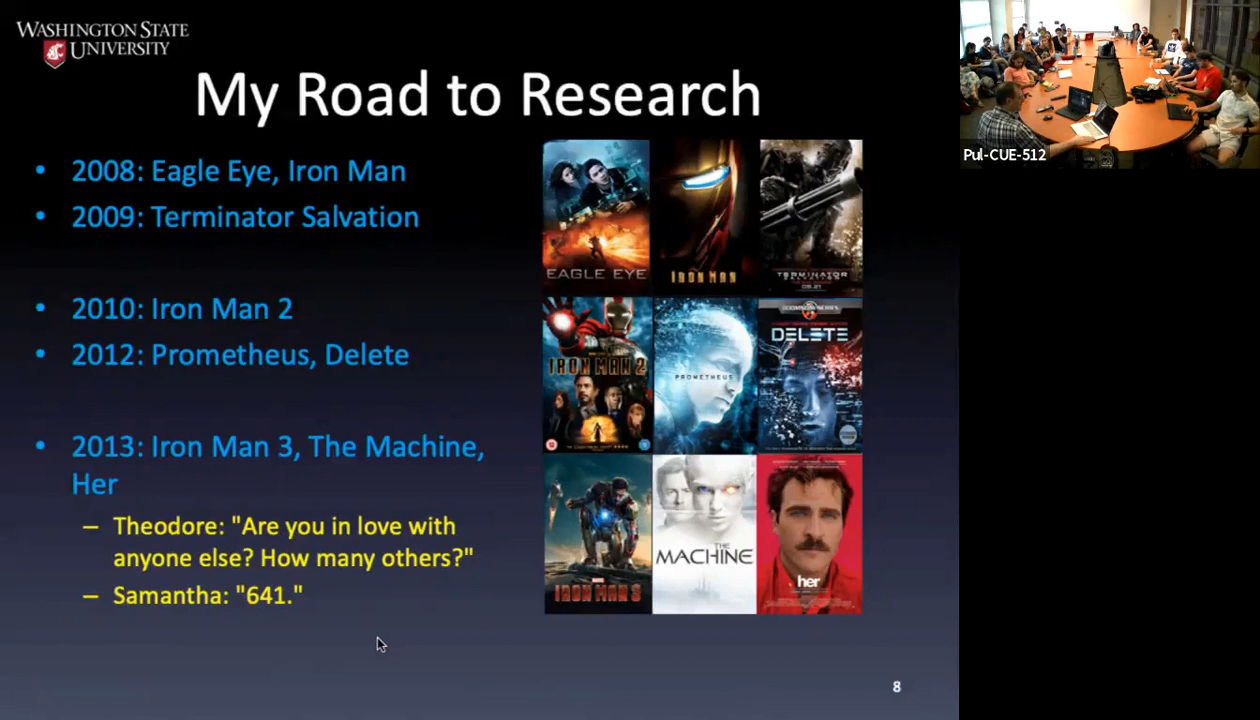 WASHINGTON STATE
UNIVERSITY
My Road to Research
• 2008: Eagle Eye, Iron Man
• 2009: Terminator Salvation
• 2010: Iron Man 2
• 2012: Prometheus, Delete
• 2013: Iron Man 3, The Machine,
Her
– Theodore: "Are you in love with
anyone else? How many others?"
– Samantha: "641."
EAGLE EYE
IRON MAN
TERMINATOR
SALVATION
IRON MAN 2
PROMETHEUS
DELETE
MARVEL
IRON MAN 3
THE
MACHINE
her
8
Pul-CUE-512